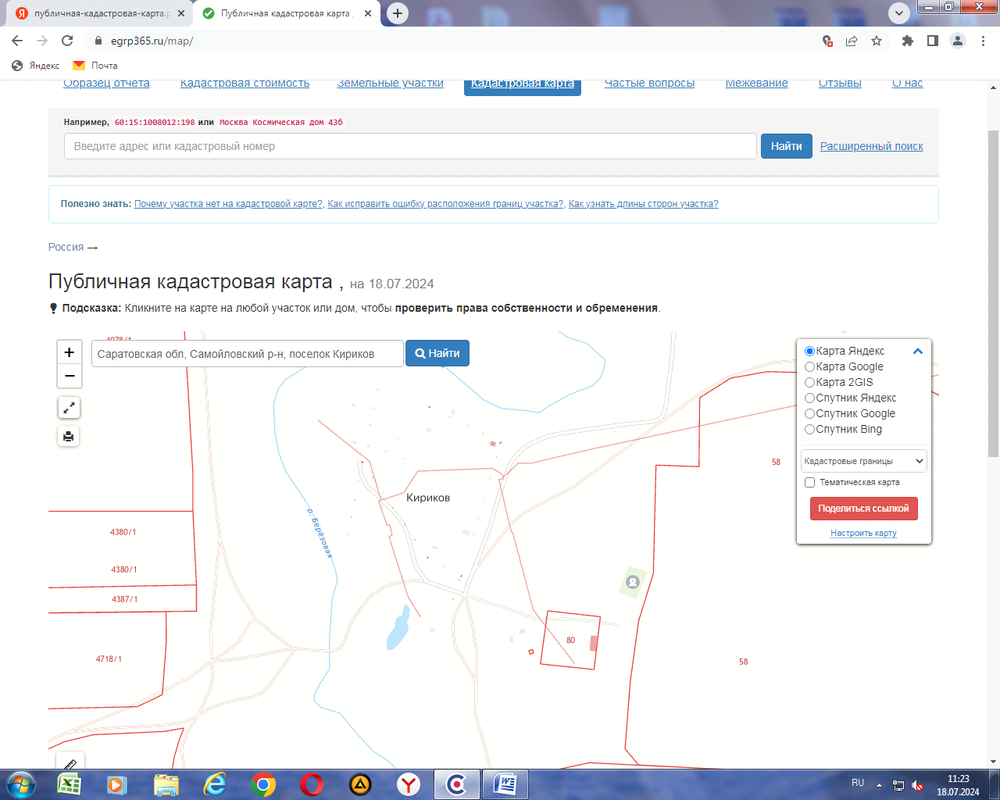 публичная-кадастровая-карта.р
Публичная кадастровая карта ,
egrp365.ru/map/
Яндекс
Почта
Образец отчета
Кадастровая стоимость
Земельные участки
Кадастровая карта
Частые вопросы
Межевание
Отзывы
О нас
Например, 60:15:1008012:198 или Москва Космическая дом 43б
Введите адрес или кадастровый номер
Найти
Расширенный поиск
Полезно знать: Почему участка нет на кадастровой карте?, Как исправить ошибку расположения границ участка?, Как узнать длины сторон участка?
Россия →
Публичная кадастровая карта , на 18.07.2024
Подсказка: Кликните на карте на любой участок или дом, чтобы проверить права собственности и обременения.
4078/1
+
−
Саратовская обл, Самойловский р-н, поселок Кириков
Найти
Карта Яндекс
Карта Google
Карта 2GIS
Спутник Яндекс
Спутник Google
Спутник Bing
Кадастровые границы
Тематическая карта
Поделиться ссылкой
Настроить карту
58
Кириков
р. Берёзовая
4380/1
4380/1
4387/1
80
4718/1
58
RU
11:23
18.07.2024